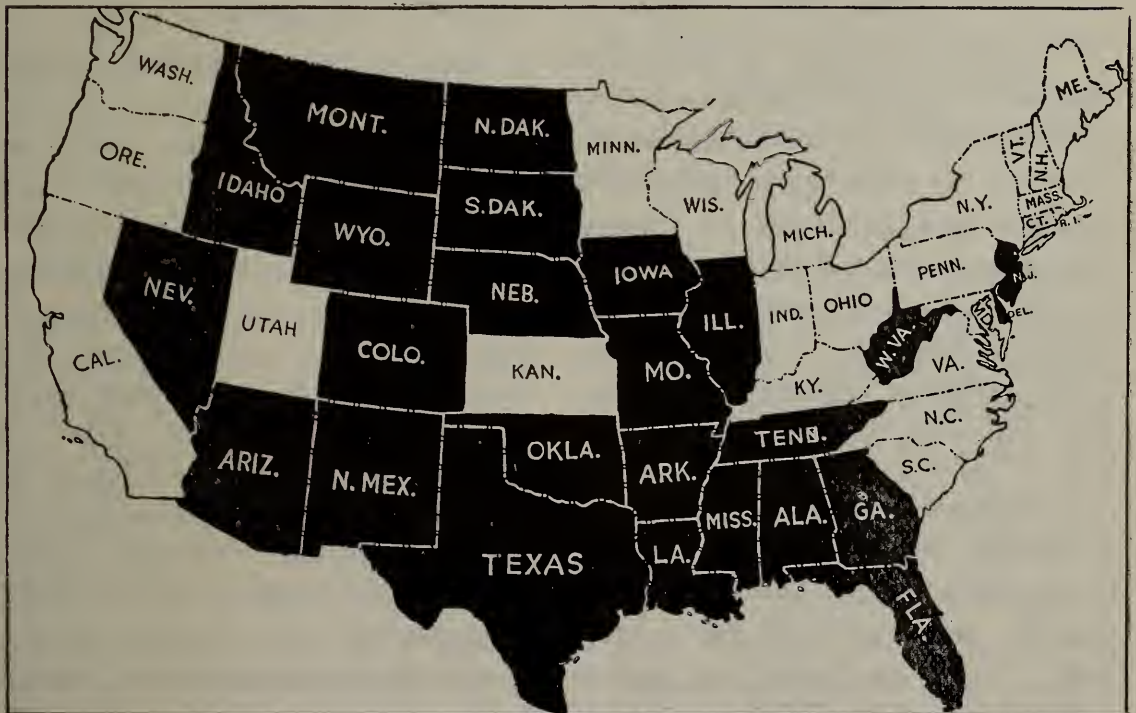 WASH.
MONT.
N. DAK.
MINN.
ME.
ORE.
IDAHO
S. DAK.
WIS.
MICH.
N.Y.
VT.
N.H.
MASS.
CT.
R.I.
WYO.
IOWA
PENN.
N.J.
NEV.
NEB.
ILL.
IND.
OHIO
DEL.
MD.
UTAH
CAL.
COLO.
KAN.
MO.
KY.
W. VA.
VA.
ARIZ.
N. MEX.
OKLA.
ARK.
TENN.
N.C.
S.C.
TEXAS
LA.
MISS.
ALA.
GA.
FLA.